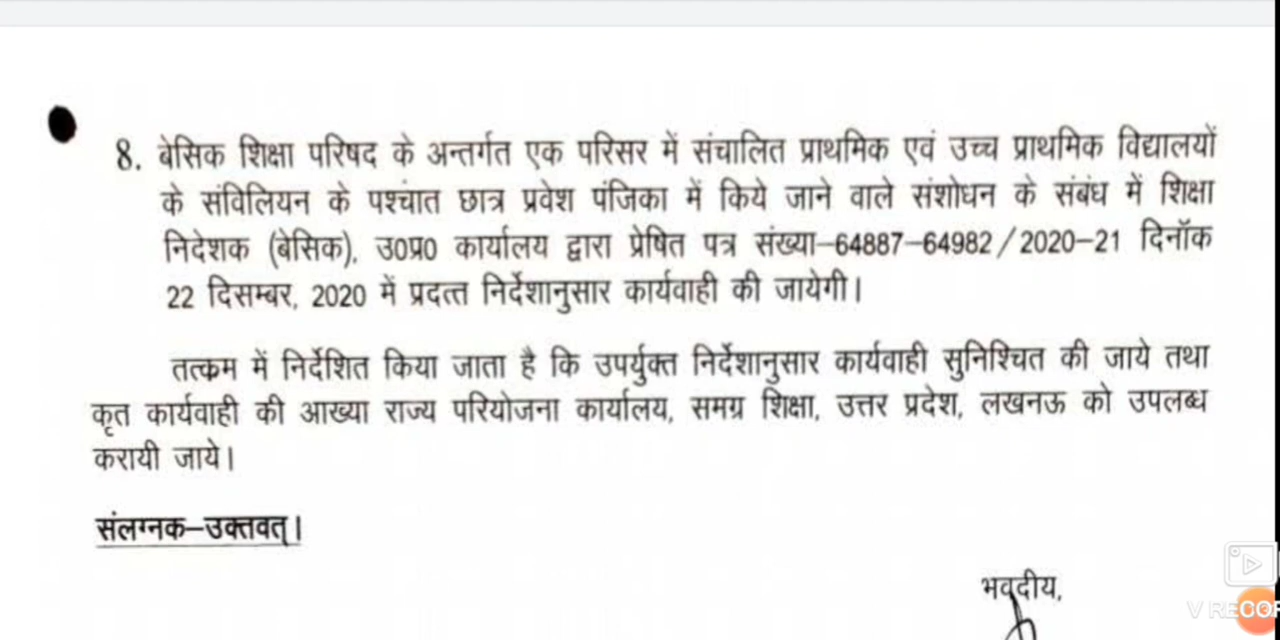 8. बेसिक शिक्षा परिषद के अन्तर्गत एक परिसर में संचालित प्राथमिक एवं उच्च प्राथमिक विद्यालयों
के संविलियन के पश्चात छात्र प्रवेश पंजिका में किये जाने वाले संशोधन के संबंध में शिक्षा
निदेशक (बेसिक), उ0प्र0 कार्यालय द्वारा प्रेषित पत्र संख्या–64887–64982/2020–21 दिनॉक
22 दिसम्बर, 2020 में प्रदत्त निर्देशानुसार कार्यवाही की जायेगी।
तत्क्रम में निर्देशित किया जाता है कि उपर्युक्त निर्देशानुसार कार्यवाही सुनिश्चित की जाये तथा
कृत कार्यवाही की आख्या राज्य परियोजना कार्यालय, समग्र शिक्षा, उत्तर प्रदेश, लखनऊ को उपलब्ध
करायी जाये।
संलग्नक–उक्तवत्।
भवदीय,
V RECOR